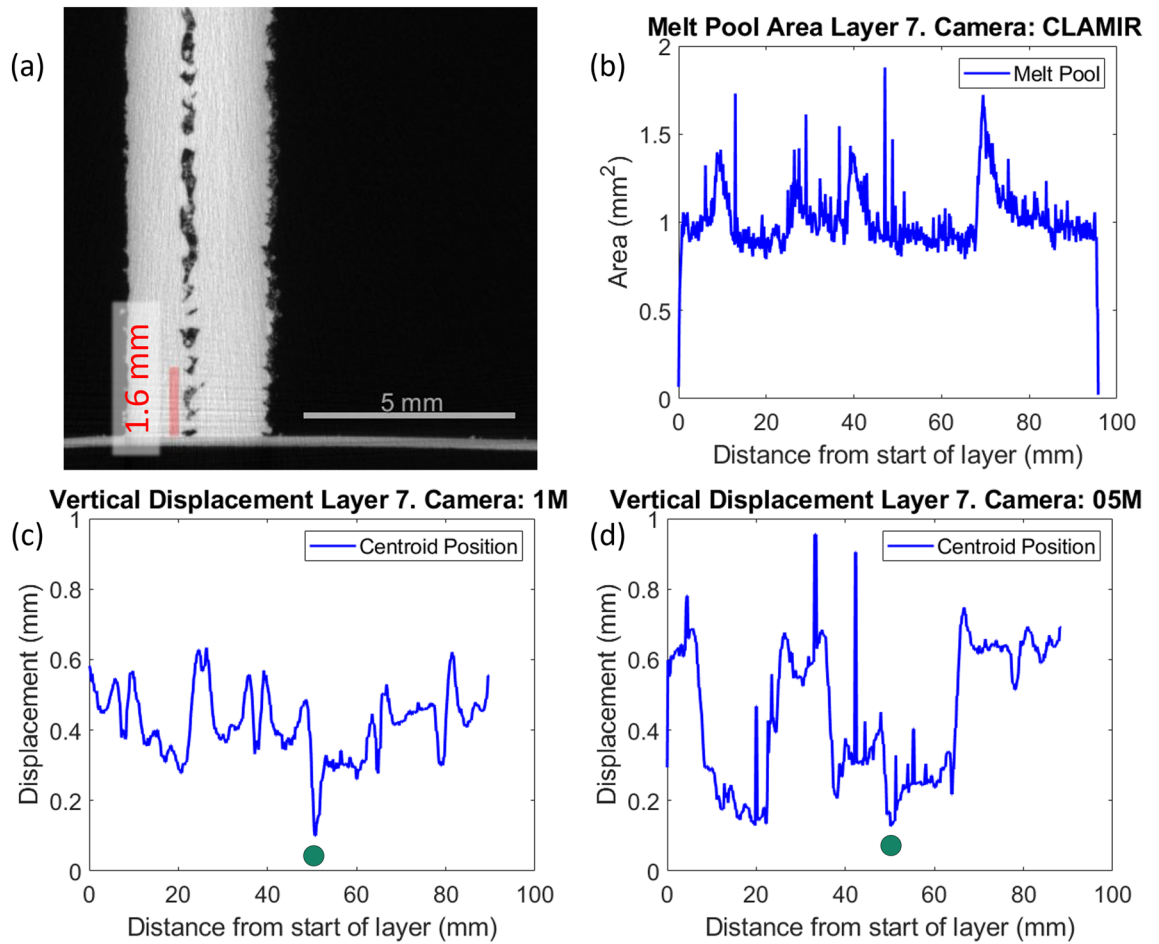 (a)
1.6 mm
5 mm
(b)
Melt Pool Area Layer 7. Camera: CLAMIR
Melt Pool
Area (mm²)
2
1.5
1
0.5
0
0 20 40 60 80 100
Distance from start of layer (mm)
(c)
Vertical Displacement Layer 7. Camera: 1M
Centroid Position
Displacement (mm)
1
0.8
0.6
0.4
0.2
0
0 20 40 60 80 100
Distance from start of layer (mm)
(d)
Vertical Displacement Layer 7. Camera: 05M
Centroid Position
Displacement (mm)
1
0.8
0.6
0.4
0.2
0
0 20 40 60 80 100
Distance from start of layer (mm)